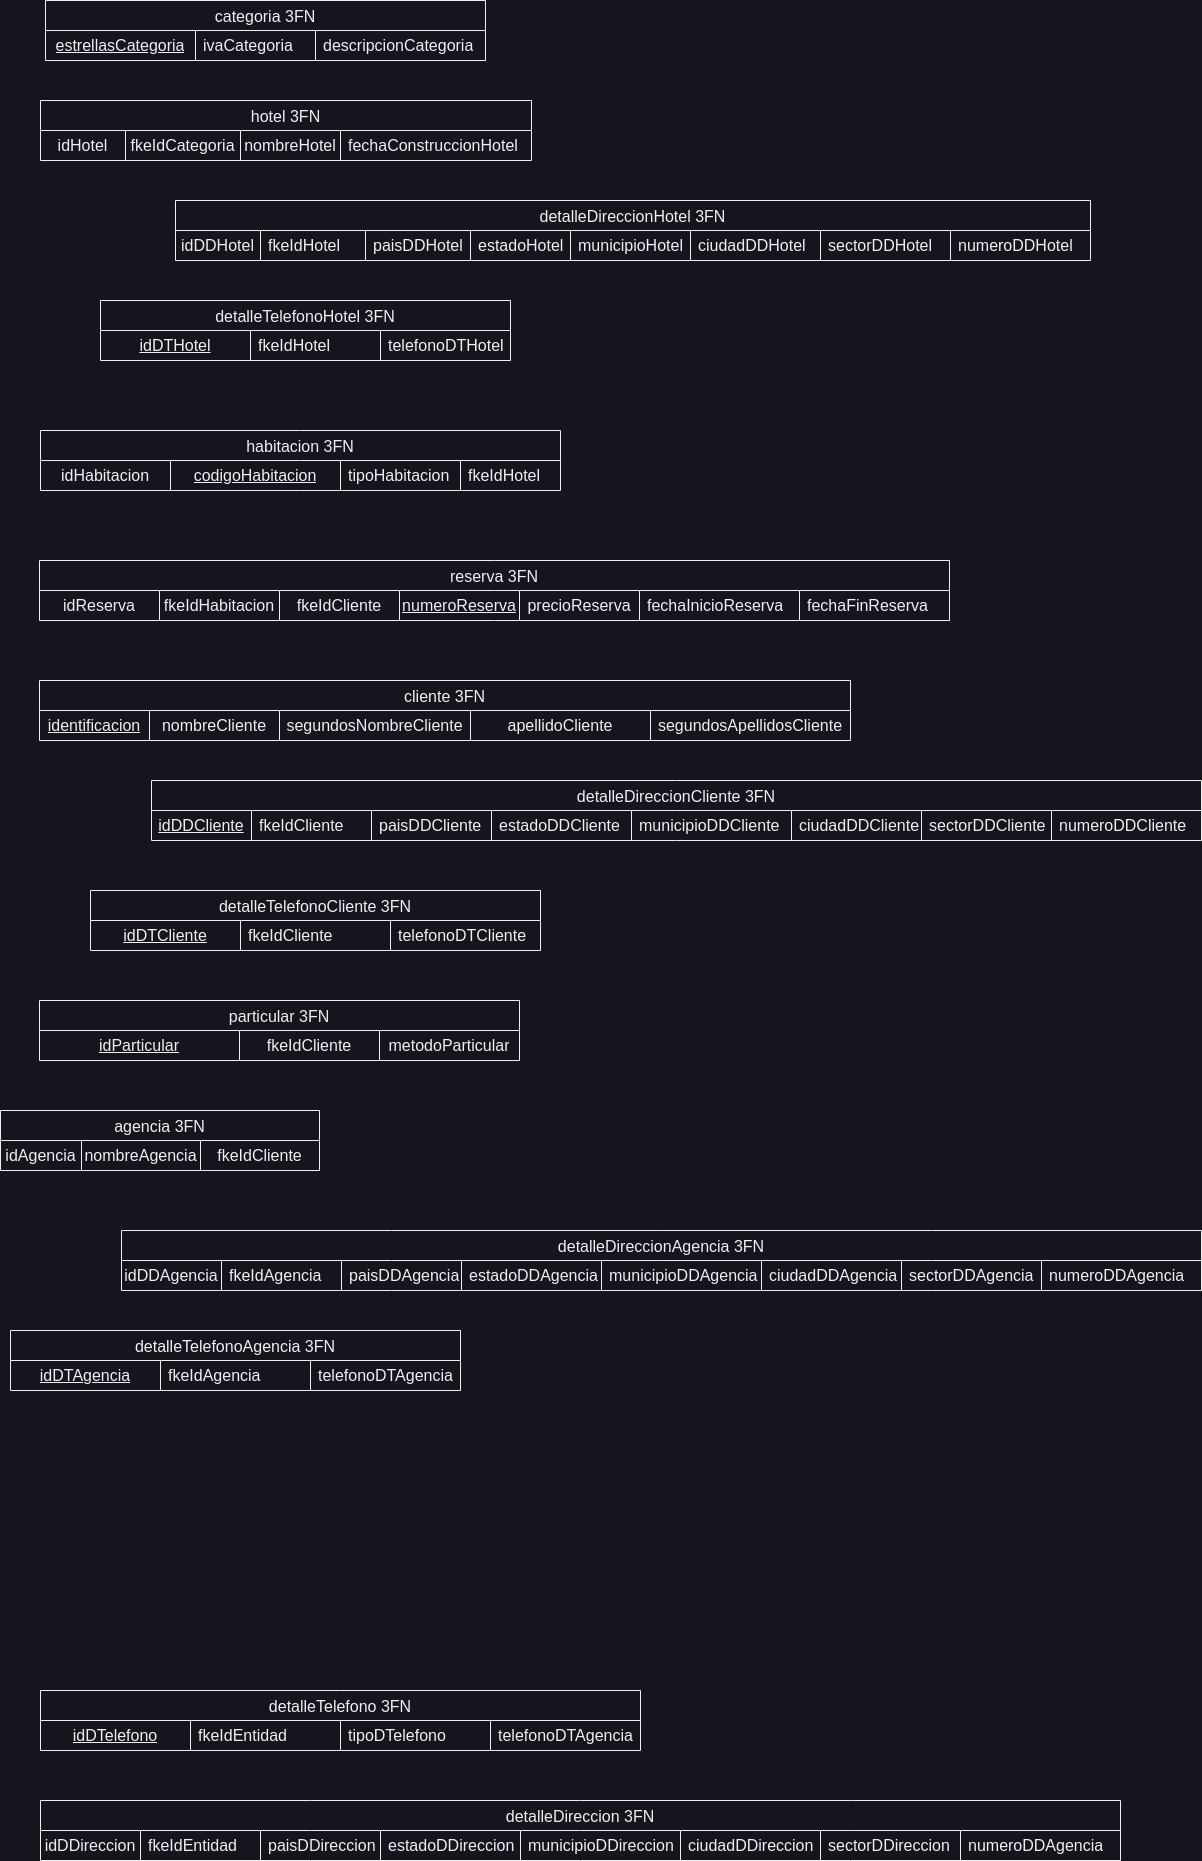 categoria 3FN
estrellasCategoria ivaCategoria descripcionCategoria
hotel 3FN
idHotel fkeIdCategoria nombreHotel fechaConstruccionHotel
detalleDireccionHotel 3FN
idDDHotel fkeIdHotel paisDDHotel estadoHotel municipioHotel ciudadDDHotel sectorDDHotel numeroDDHotel
detalleTelefonoHotel 3FN
idDTHotel fkeIdHotel telefonoDTHotel
habitacion 3FN
idHabitacion codigoHabitacion tipoHabitacion fkeIdHotel
reserva 3FN
idReserva fkeIdHabitacion fkeIdCliente numeroReserva precioReserva fechaInicioReserva fechaFinReserva
cliente 3FN
identificacion nombreCliente segundosNombreCliente apellidoCliente segundosApellidosCliente
detalleDireccionCliente 3FN
idDDCliente fkeIdCliente paisDDCliente estadoDDCliente municipioDDCliente ciudadDDCliente sectorDDCliente numeroDDCliente
detalleTelefonoCliente 3FN
idDTCliente fkeIdCliente telefonoDTCliente
particular 3FN
idParticular fkeIdCliente metodoParticular
agencia 3FN
idAgencia nombreAgencia fkeIdCliente
detalleDireccionAgencia 3FN
idDDAgencia fkeIdAgencia paisDDAgencia estadoDDAgencia municipioDDAgencia ciudadDDAgencia sectorDDAgencia numeroDDAgencia
detalleTelefonoAgencia 3FN
idDTAgencia fkeIdAgencia telefonoDTAgencia
detalleTelefono 3FN
idDTelefono fkeIdEntidad tipoDTelefono telefonoDTAgencia
detalleDireccion 3FN
idDDireccion fkeIdEntidad paisDDireccion estadoDDireccion municipioDDireccion ciudadDDireccion sectorDDireccion numeroDDAgencia